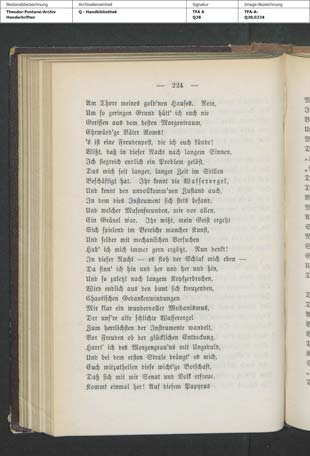 Bestandsbezeichnung Archivalieneinheit Signatur Image-Bezeichnung
Theodor-Fontane-Archiv Q - Handbibliothek TFA A TFA-A-
Handschriften Q38 Q38,0234
— 224 —
Am Thore meines gold'nen Hauses. Nein,
Um so geringen Grund hätt' ich euch nie
Gerissen aus dem besten Morgentraum,
Ehrwürd'ge Väter Roms!
's ist eine Freudenpost, die ich euch künde!
Wißt, daß in dieser Nacht nach langem Sinnen,
Ich siegreich endlich ein Problem gelöst,
Das mich seit langer, langer Zeit im Stillen
Beschäftigt hat. Ihr kennt die Wasserorgel,
Und kennt den unvollkomm'nen Zustand auch,
In dem dies Instrument sich stets befand,
Und welcher Musenfreunden, mir vor allen,
Ein Gräuel war. Ihr wißt, mein Geist ergeht
Sich spielend im Bereiche mancher Kunst,
Und selber mit mechanischen Versuchen
Hab' ich mich immer gern ergötzt. Nun denkt!
In dieser Nacht — es floh der Schlaf mich eben —
Da sinn' ich hin und her und her und hin,
Und so zuletzt nach langem Kopfzerbrechen,
Wird endlich aus den bunt sich kreuzenden,
Chaotischen Gedankenwindungen
Mir klar ein wundervoller Mechanismus,
Der uns're alte schlichte Wasserorgel
Zum herrlichsten der Instrumente wandelt.
Vor Freuden ob der glücklichen Entdeckung,
Harrt' ich des Morgengrau'ns mit Ungeduld,
Und bei dem ersten Strale drängt' es mich,
Euch mitzutheilen diese wicht'ge Botschaft,
Daß sich mit mir Senat und Volk erfreue.
Kommt einmal her! Auf diesem Papyrus